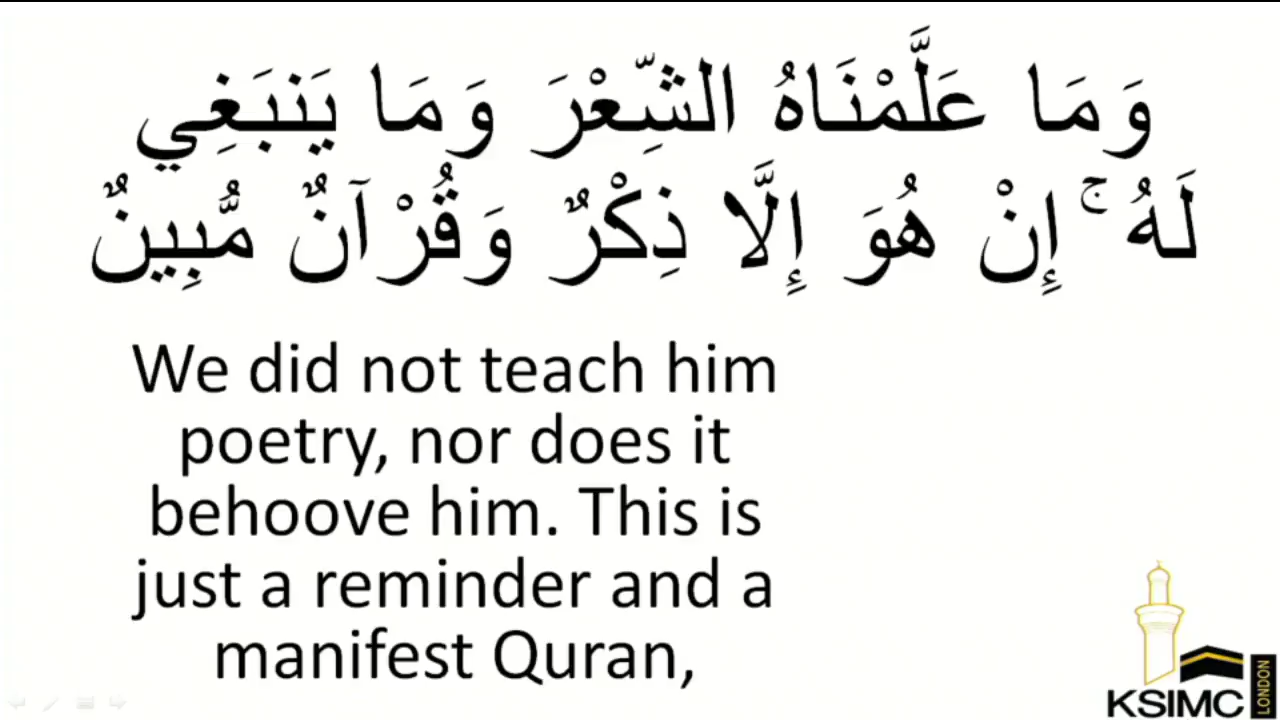 وَمَا عَلَّمْنَاهُ الشِّعْرَ وَمَا يَنبَغِي
لَهُ ۚ إِنْ هُوَ إِلَّا ذِكْرٌ وَقُرْآنٌ مُّبِينٌ
We did not teach him
poetry, nor does it
behoove him. This is
just a reminder and a
manifest Quran,
KSIMC
LONDON